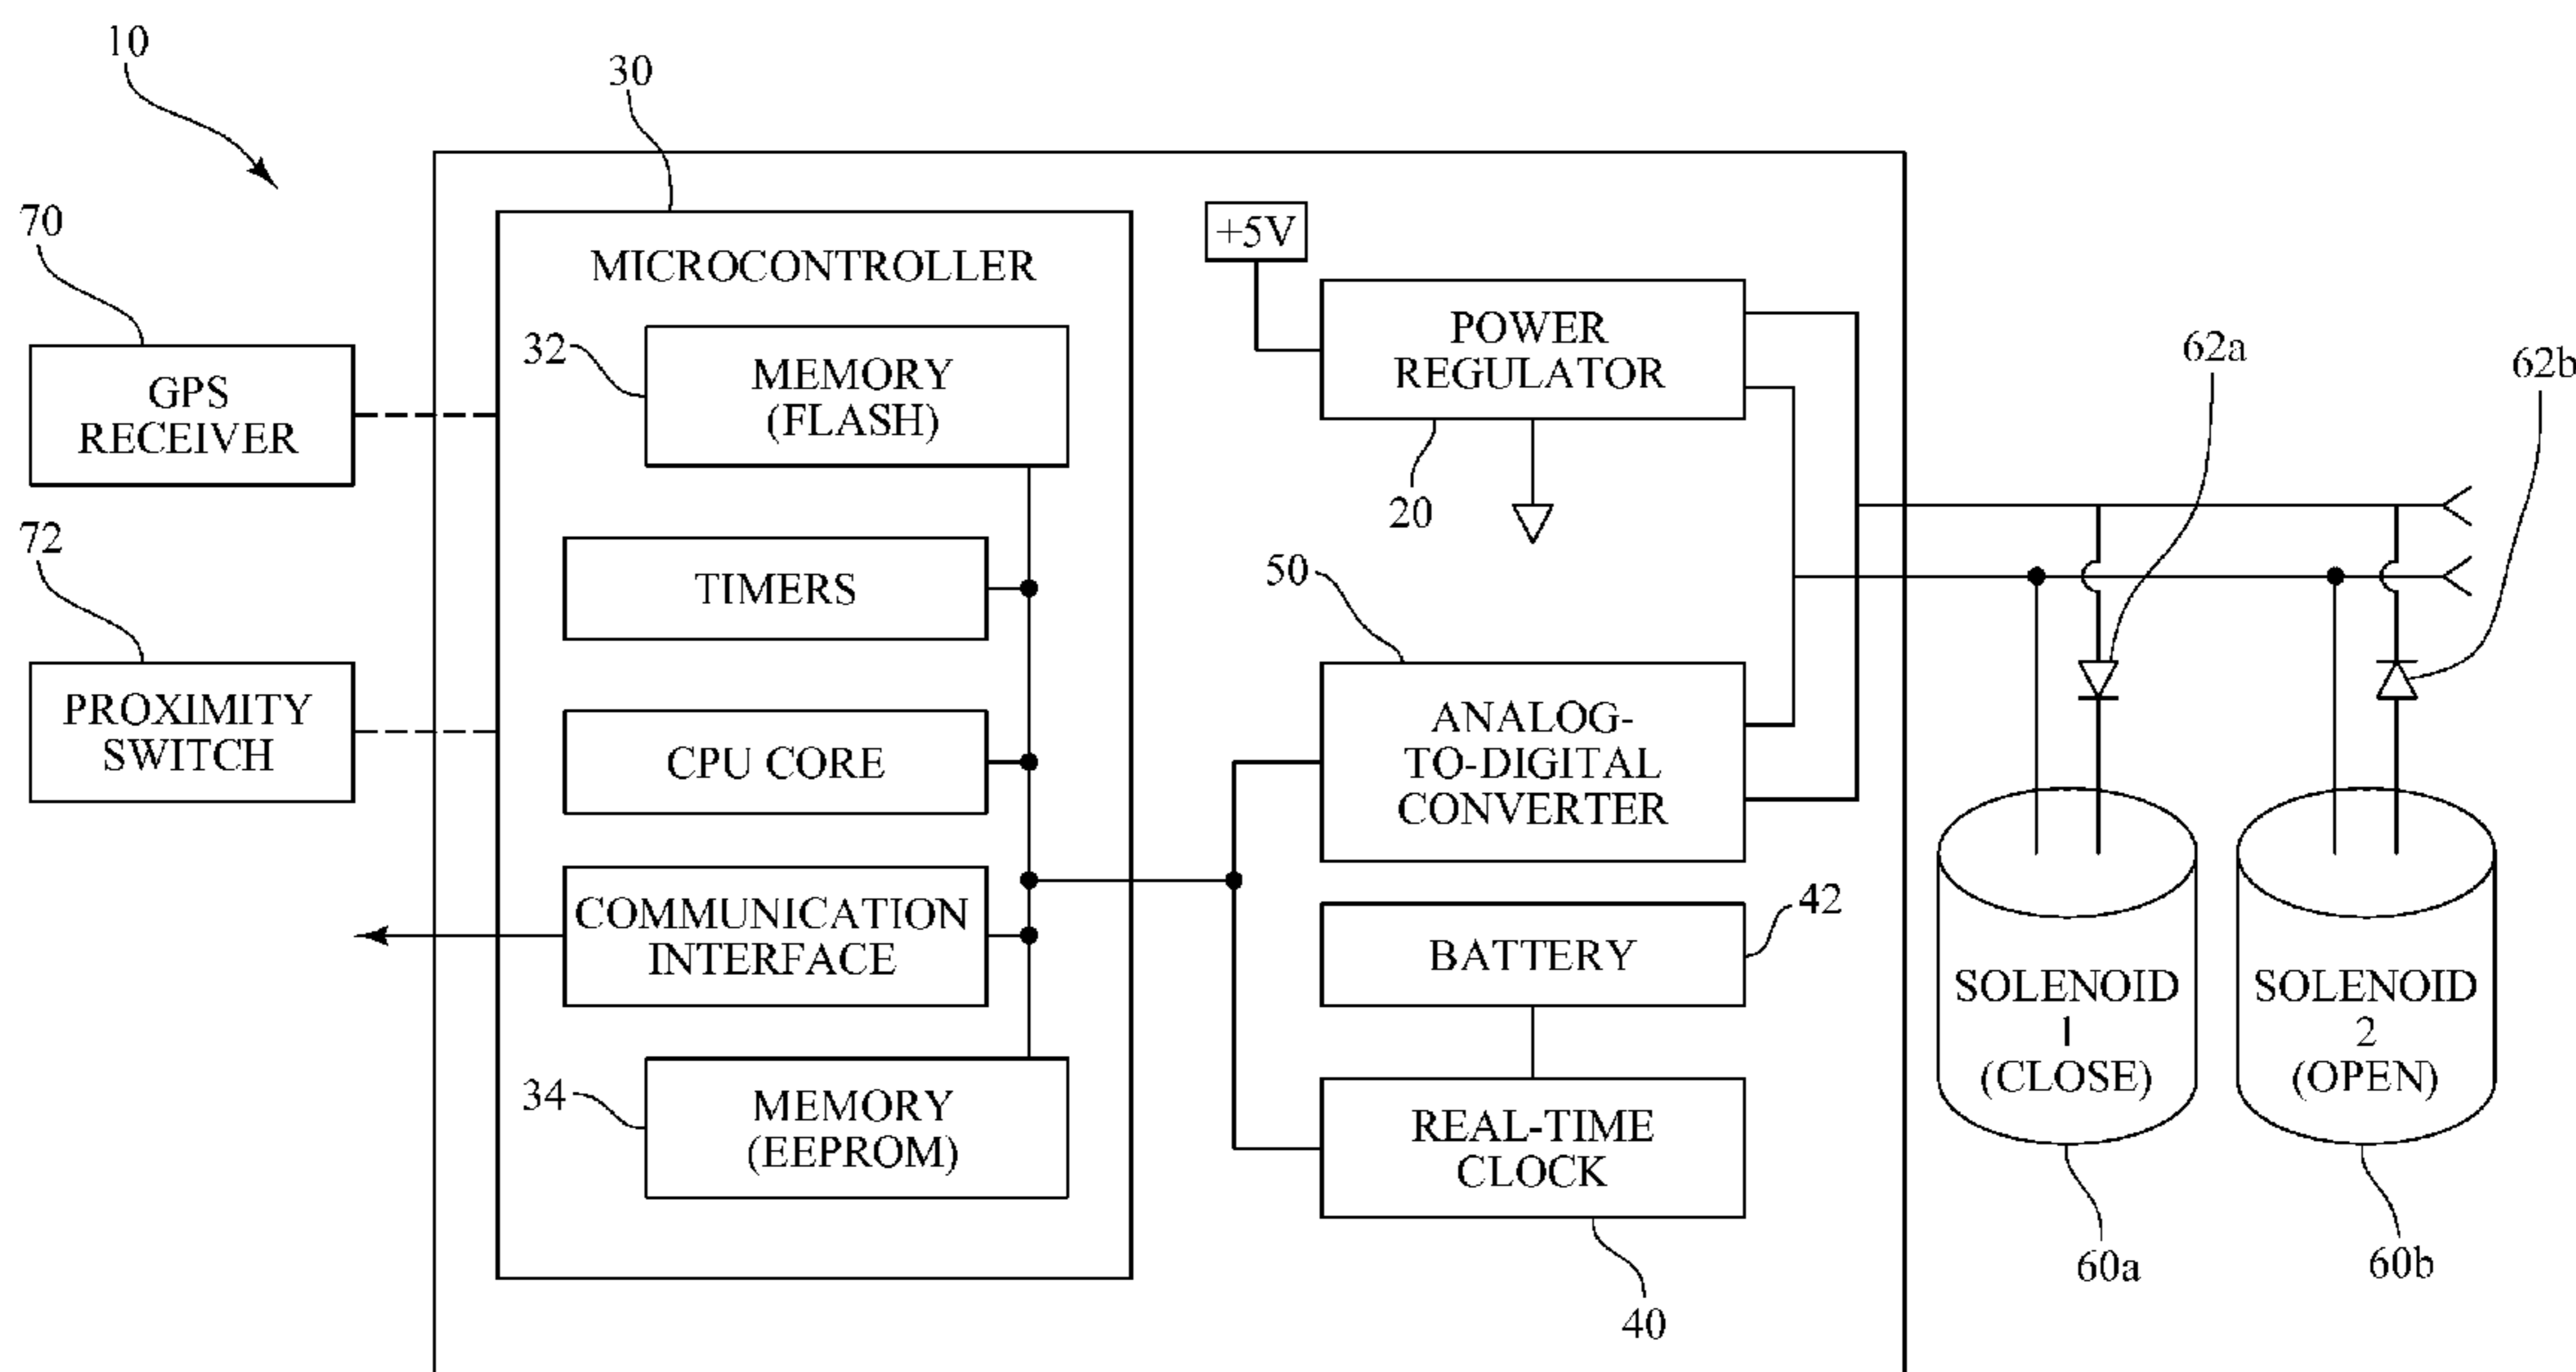 10
30
70
MICROCONTROLLER
+5V
32
MEMORY
(FLASH)
POWER
REGULATOR
62a
62b
GPS
RECEIVER
20
72
TIMERS
50
PROXIMITY
SWITCH
CPU CORE
ANALOG-
TO-DIGITAL
CONVERTER
COMMUNICATION
INTERFACE
BATTERY
42
SOLENOID
1
(CLOSE)
SOLENOID
2
(OPEN)
34
MEMORY
(EEPROM)
REAL-TIME
CLOCK
60a
60b
40